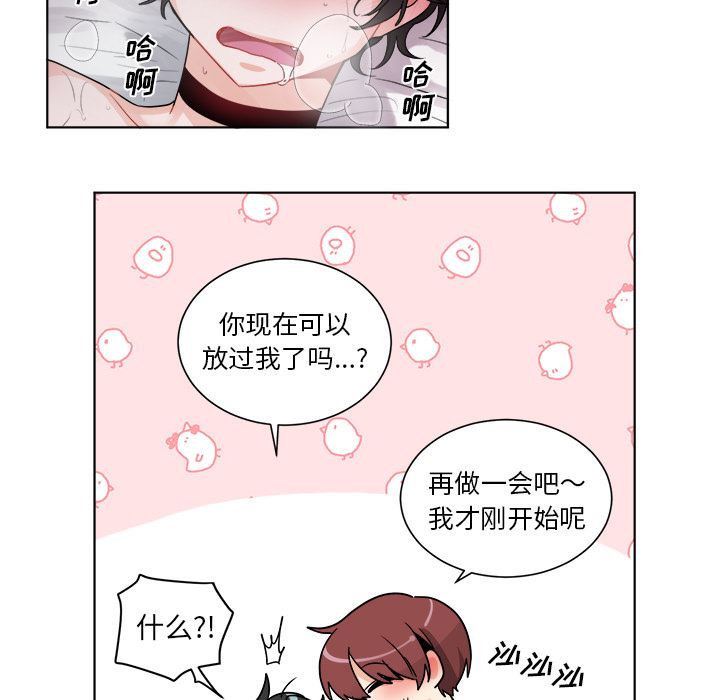 哈
啊
哈
啊
你现在可以
放过我了吗...?
再做一会吧～
我才刚开始呢
什么?!
沙沙沙